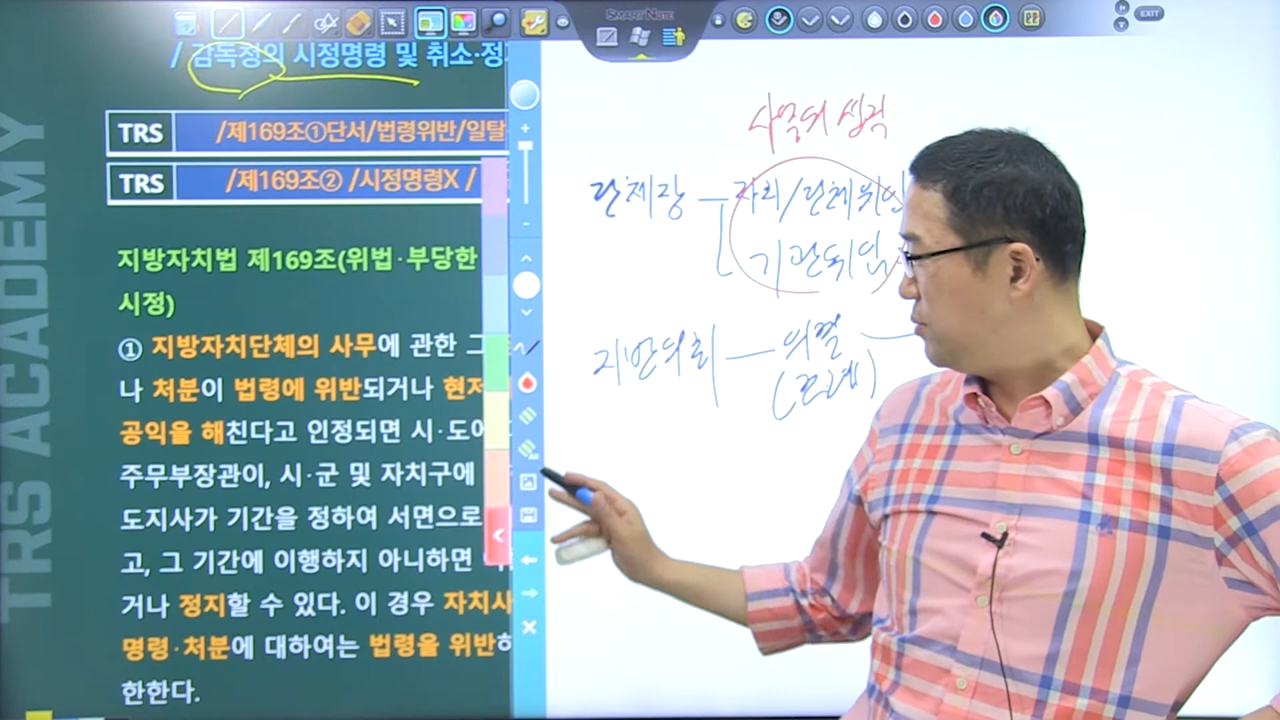 SMARTNOTE
EXIT
/ 감독청의 시정명령 및 취소·정
TRS /제169조①단서/법령위반/일탈
TRS /제169조② /시정명령X /
지방자치법 제169조(위법·부당한
시정)
① 지방자치단체의 사무에 관한 그
나 처분이 법령에 위반되거나 현저
공익을 해친다고 인정되면 시·도에
주무부장관이, 시·군 및 자치구에
도지사가 기간을 정하여 서면으로
고, 그 기간에 이행하지 아니하면
거나 정지할 수 있다. 이 경우 자치사
명령·처분에 대하여는 법령을 위반하
한한다.
TRS ACADEMY
All
사무의 성격
단체장 자치/단체위임
기관위임
지방의회 의결
(조례)